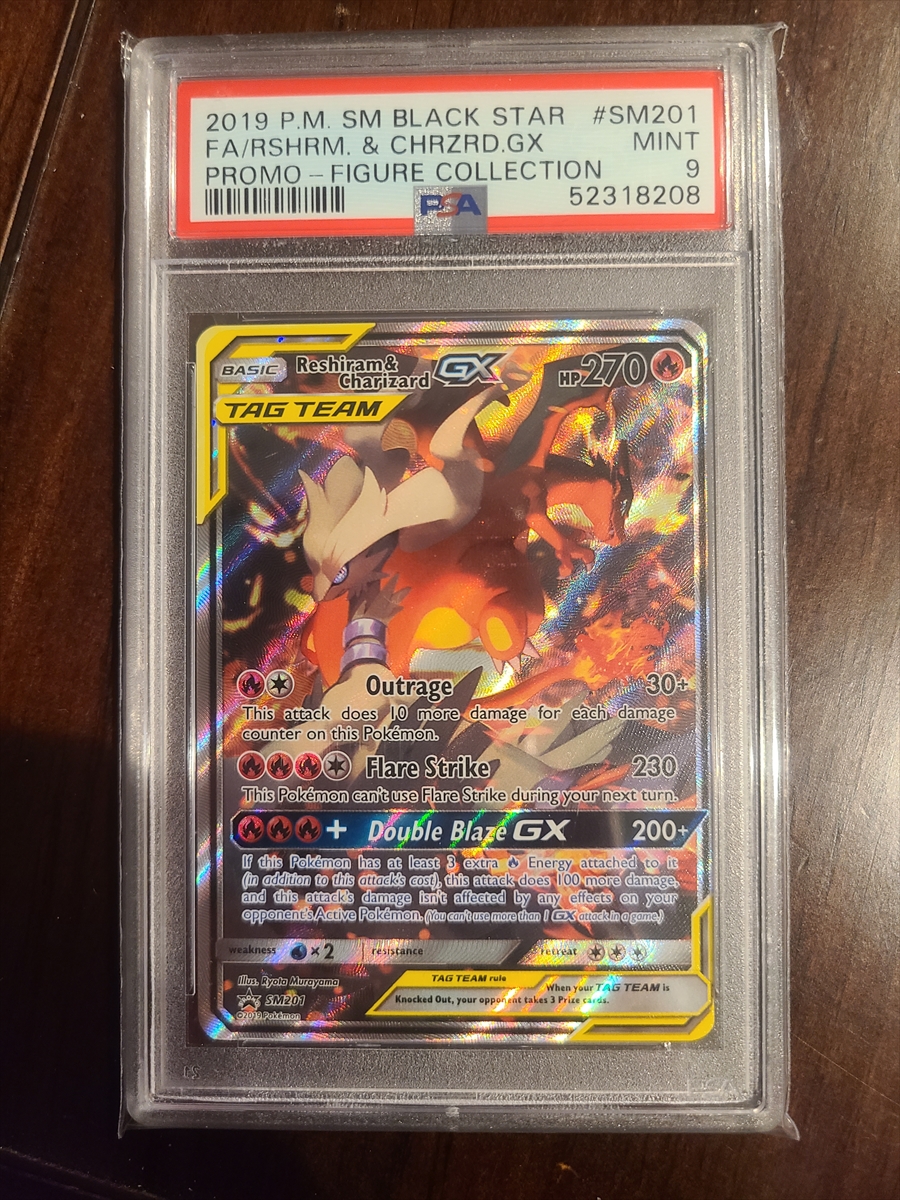 2019 P.M. SM BLACK STAR #SM201
FA/RSHRM. & CHRZRD.GX MINT
PROMO - FIGURE COLLECTION 9
PSA 52318208
BASIC Reshiram& Charizard GX HP270
TAG TEAM
Outrage 30+
This attack does 10 more damage for each damage
counter on this Pokémon.
Flare Strike 230
This Pokémon can't use Flare Strike during your next turn.
+ Double Blaze GX 200+
If this Pokémon has at least 3 extra Energy attached to it
(in addition to this attack's cost), this attack does 100 more damage,
and this attack's damage isn't affected by any effects on your
opponent's Active Pokémon. (You can't use more than 1 GX attack in a game.)
weakness ×2 resistance retreat
Illus. Ryota Murayama
TAG TEAM rule
When your TAG TEAM is
Knocked Out, your opponent takes 3 Prize cards.
SM201
©2019 Pokémon